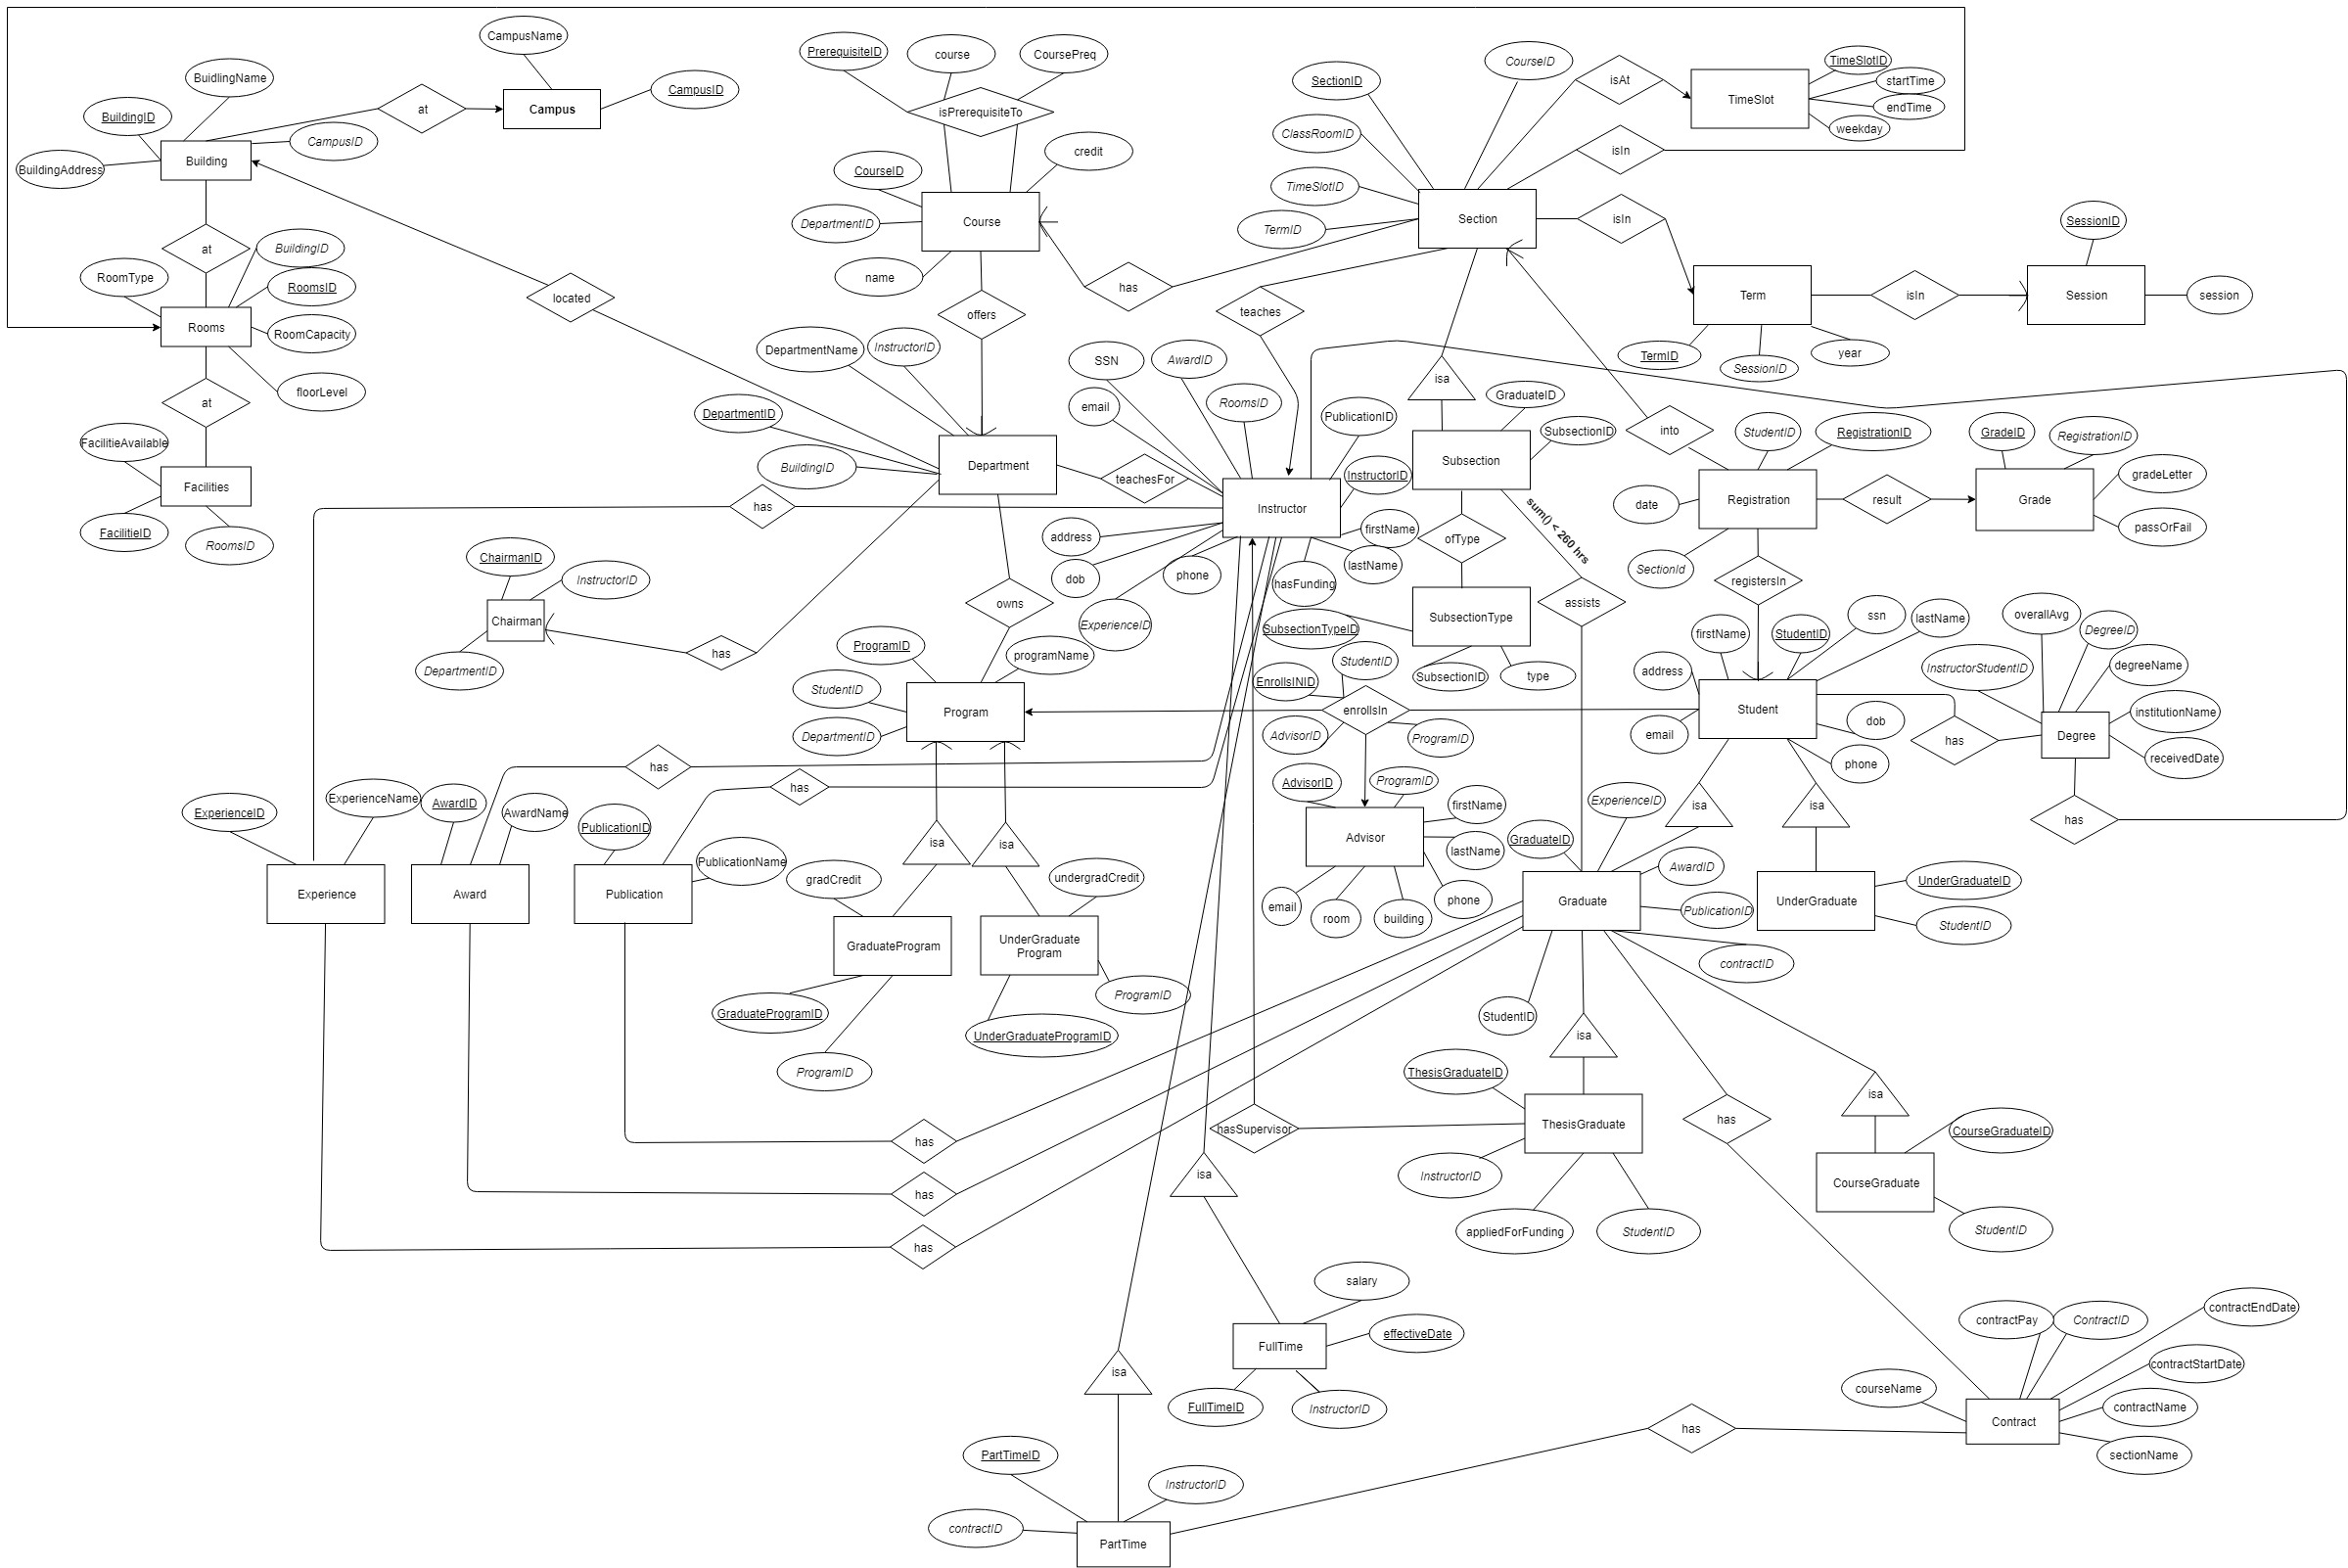 CampusName
CampusID
Campus
at
BuidlingName
BuildingID
BuildingAddress
CampusID
Building
at
BuildingID
RoomType
RoomsID
Rooms
RoomCapacity
floorLevel
at
FacilitieAvailable
Facilities
FacilitieID
RoomsID
located
PrerequisiteID
course
CoursePreq
isPrerequisiteTo
CourseID
credit
DepartmentID
Course
name
has
offers
SectionID
CourseID
ClassRoomID
TimeSlotID
TermID
Section
isAt
TimeSlot
TimeSlotID
startTime
endTime
weekday
isIn
isIn
Term
TermID
SessionID
year
isIn
SessionID
Session
session
teaches
isa
DepartmentName
InstructorID
DepartmentID
BuildingID
Department
teachesFor
SSN
AwardID
email
RoomsID
PublicationID
InstructorID
Instructor
firstName
lastName
hasFunding
address
dob
phone
ExperienceID
GraduateID
SubsectionID
Subsection
sum() < 260 hrs
ofType
SubsectionType
SubsectionTypeID
SubsectionID
type
assists
into
StudentID
RegistrationID
Registration
date
SectionId
result
GradeID
RegistrationID
Grade
gradeLetter
passOrFail
registersIn
has
ChairmanID
InstructorID
Chairman
DepartmentID
has
owns
ProgramID
programName
StudentID
Program
DepartmentID
enrollsIn
EnrollsINID
StudentID
AdvisorID
ProgramID
firstName
StudentID
ssn
lastName
address
email
Student
dob
phone
has
overallAvg
DegreeID
InstructorStudentID
degreeName
institutionName
Degree
receivedDate
has
has
has
ExperienceID
ExperienceName
Experience
AwardID
AwardName
Award
PublicationID
PublicationName
Publication
isa
isa
gradCredit
GraduateProgram
GraduateProgramID
ProgramID
undergradCredit
UnderGraduate
Program
ProgramID
UnderGraduateProgramID
AdvisorID
ProgramID
firstName
Advisor
lastName
email
room
building
phone
isa
isa
ExperienceID
GraduateID
AwardID
Graduate
PublicationID
contractID
StudentID
UnderGraduate
UnderGraduateID
StudentID
has
has
has
hasSupervisor
isa
ThesisGraduateID
ThesisGraduate
InstructorID
appliedForFunding
StudentID
has
isa
CourseGraduateID
CourseGraduate
StudentID
isa
salary
effectiveDate
FullTime
FullTimeID
InstructorID
isa
PartTimeID
InstructorID
contractID
PartTime
has
contractPay
ContractID
contractEndDate
contractStartDate
courseName
contractName
Contract
sectionName